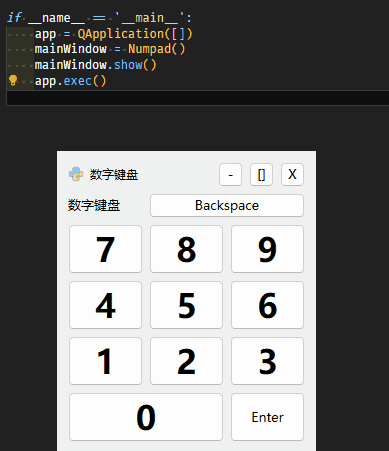 if __name__ == '__main__':
    app = QApplication([])
    mainWindow = Numpad()
    mainWindow.show()
    app.exec()
数字键盘 - [] X
数字键盘 Backspace
7 8 9
4 5 6
1 2 3
0 Enter